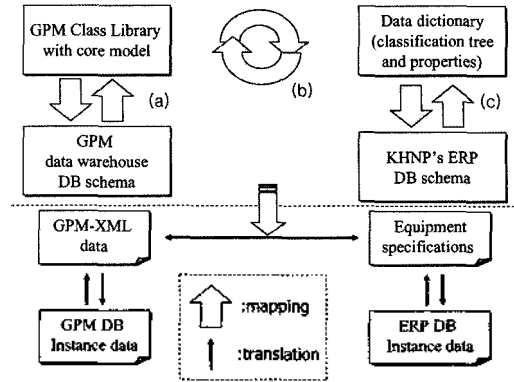 GPM Class Library
with core model
(a)
GPM
data warehouse
DB schema
(b)
Data dictionary
(classification tree
and properties)
(c)
KHNP's ERP
DB schema
GPM-XML
data
Equipment
specifications
GPM DB
Instance data
:mapping
:translation
ERP DB
Instance data